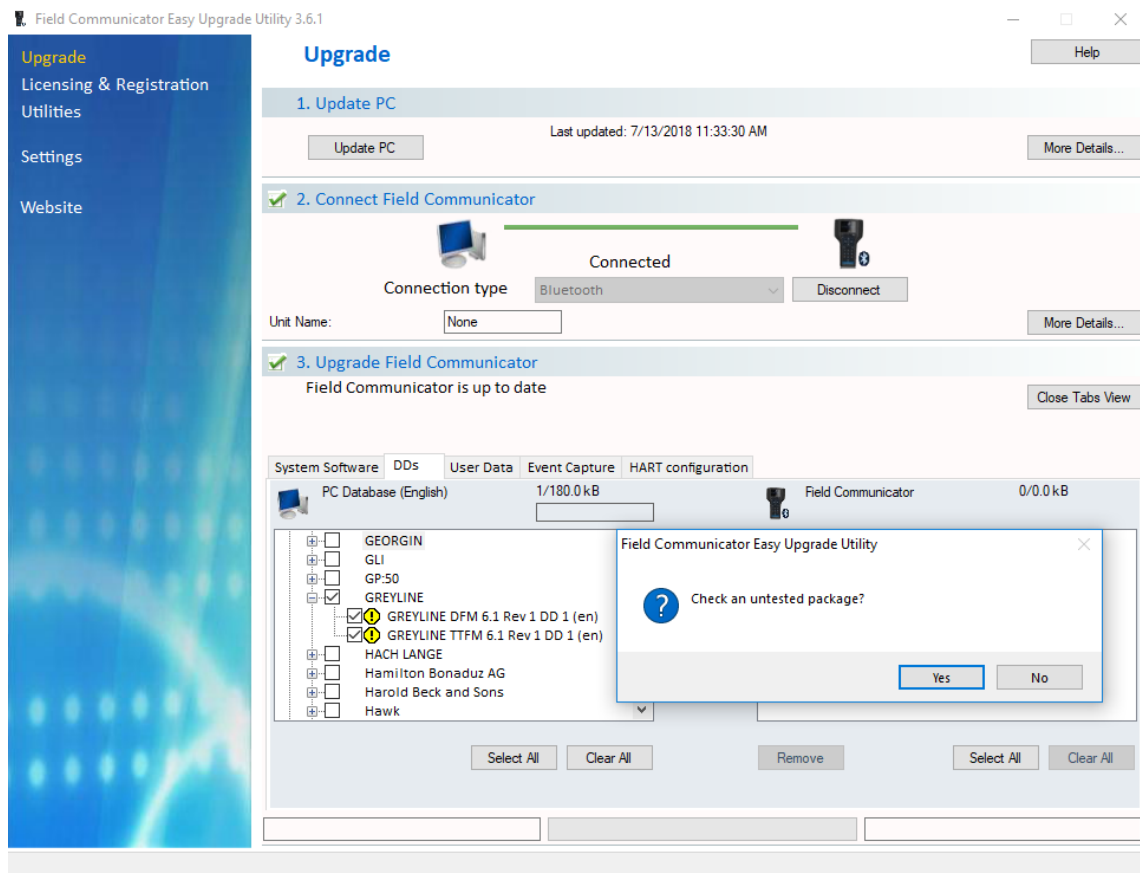 Field Communicator Easy Upgrade Utility 3.6.1
Upgrade
Licensing & Registration
Utilities
Settings
Website
Upgrade
Help
1. Update PC
Last updated: 7/13/2018 11:33:30 AM
Update PC
More Details...
2. Connect Field Communicator
Connected
Connection type
Bluetooth
Disconnect
Unit Name:
None
More Details...
3. Upgrade Field Communicator
Field Communicator is up to date
Close Tabs View
System Software
DDs
User Data
Event Capture
HART configuration
PC Database (English)
1/180.0 kB
Field Communicator
0/0.0 kB
GEORGIN
GLI
GP:50
GREYLINE
GREYLINE DFM 6.1 Rev 1 DD 1 (en)
GREYLINE TTFM 6.1 Rev 1 DD 1 (en)
HACH LANGE
Hamilton Bonaduz AG
Harold Beck and Sons
Hawk
Field Communicator Easy Upgrade Utility
Check an untested package?
Yes
No
Select All
Clear All
Remove
Select All
Clear All